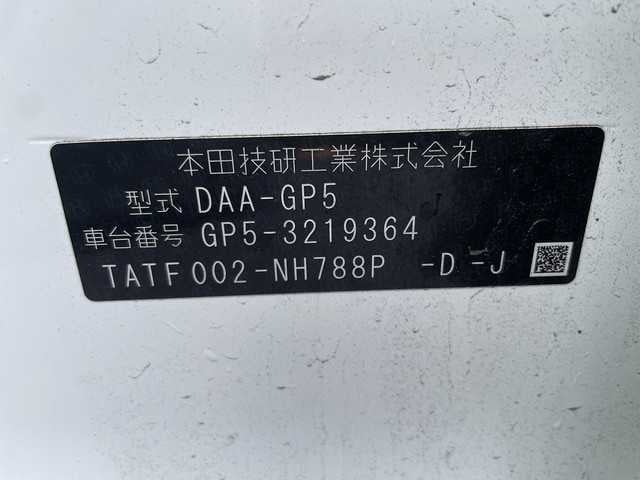 本田技研工業株式会社
型式 DAA-GP5
車台番号 GP5-3219364
TATF002-NH788P -D -J